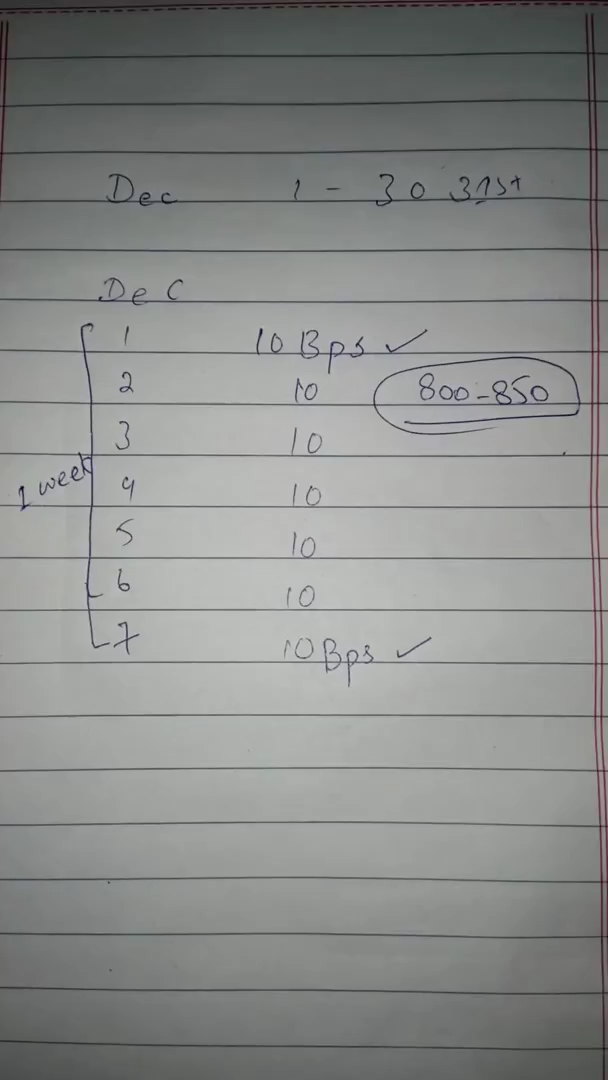 Dec 1 - 30 31st
Dec
1 10 Bps ✓
2 10 800-850
3 10
1 week
4 10
5 10
6 10
7 10 Bps ✓